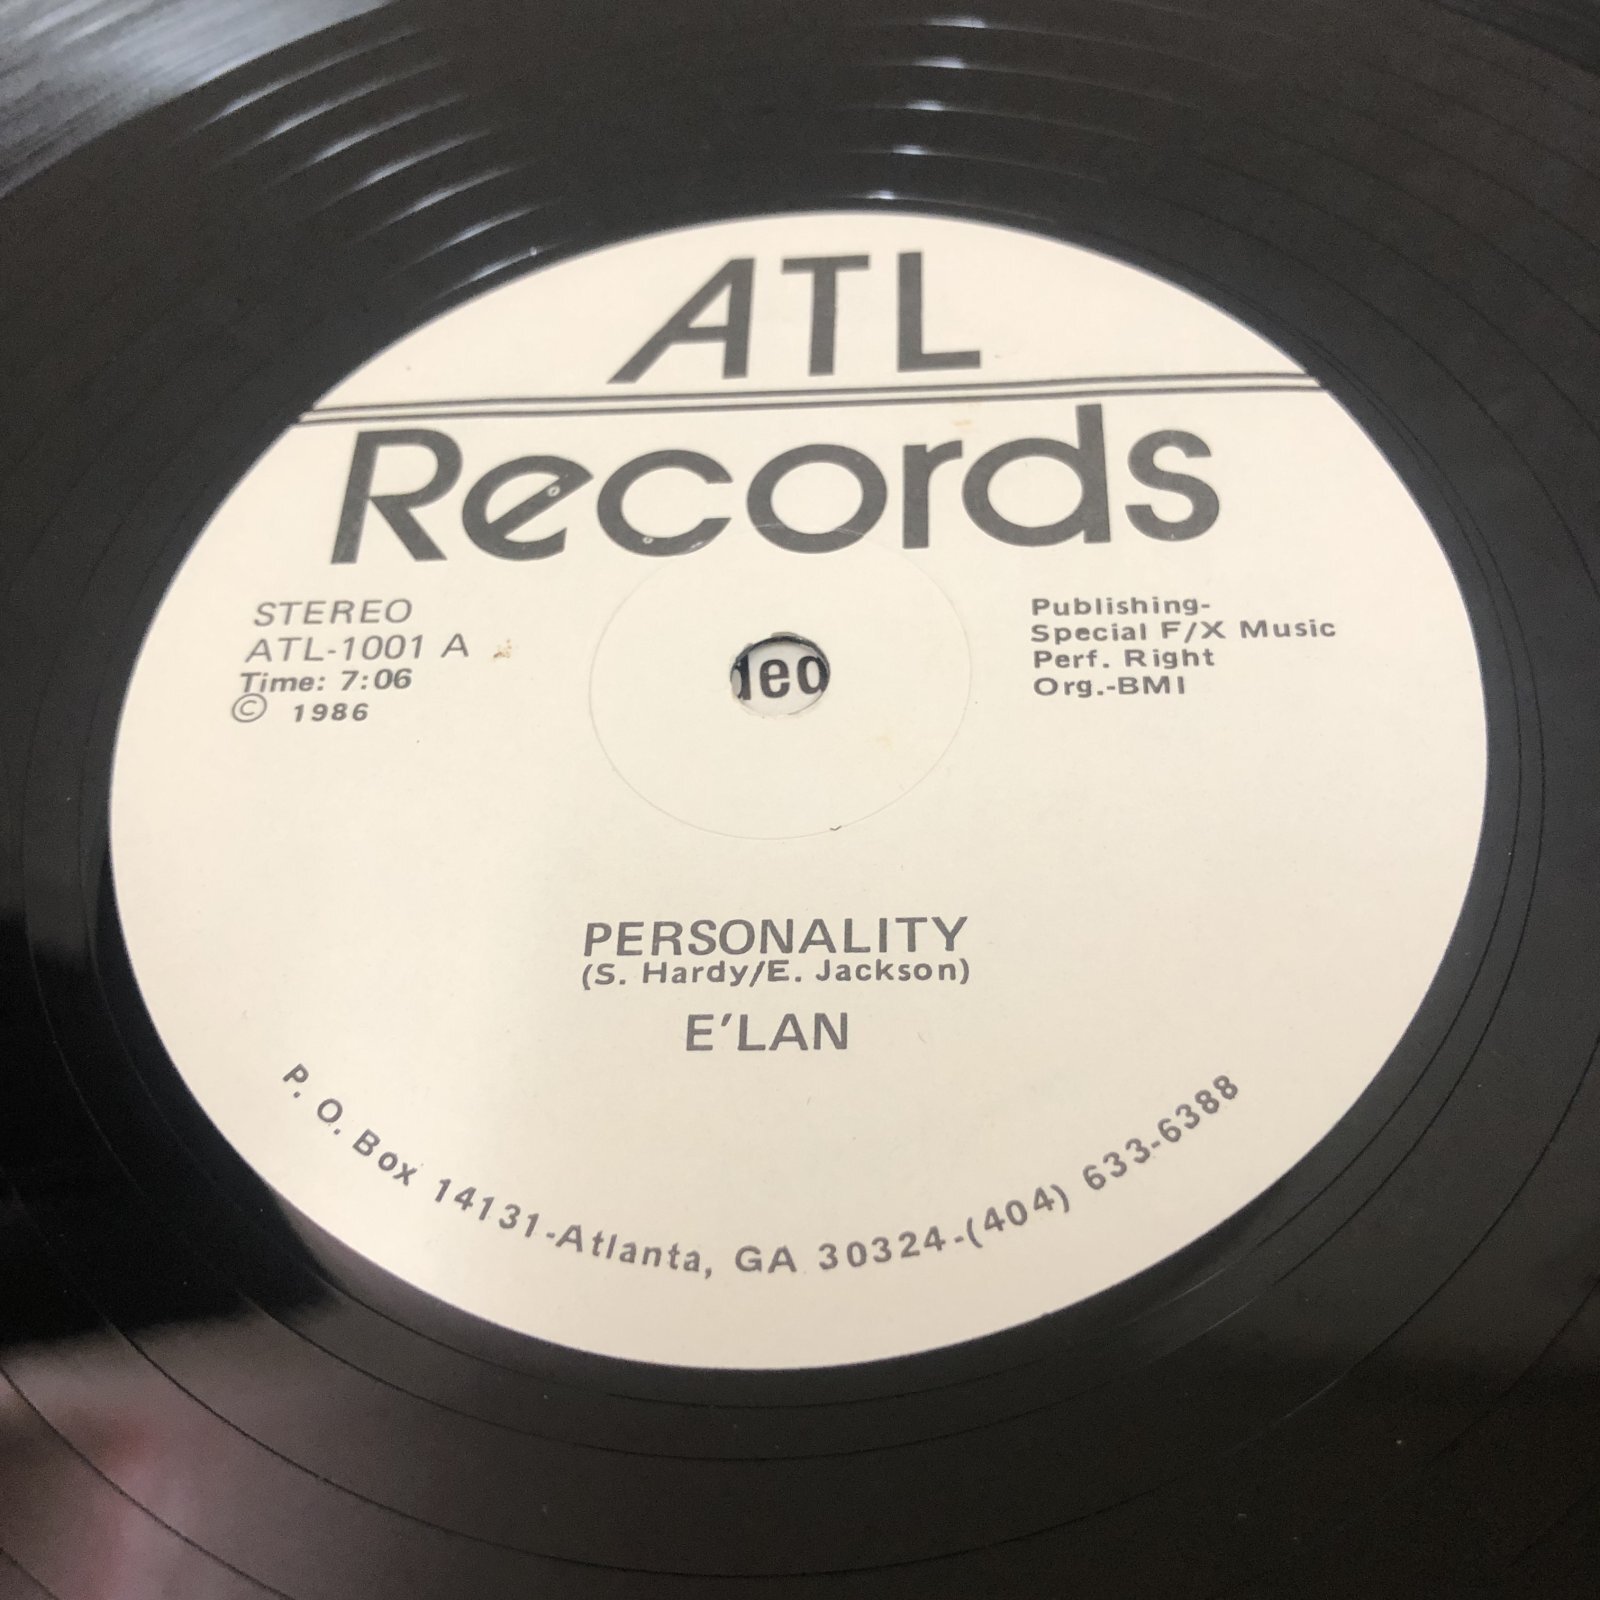 ATL
Records
STEREO
ATL-1001 A
Time: 7:06
© 1986
Publishing-
Special F/X Music
Perf. Right
Org.-BMI
PERSONALITY
(S. Hardy/E. Jackson)
E'LAN
P. O. Box 14131-Atlanta, GA 30324-(404) 633-6388